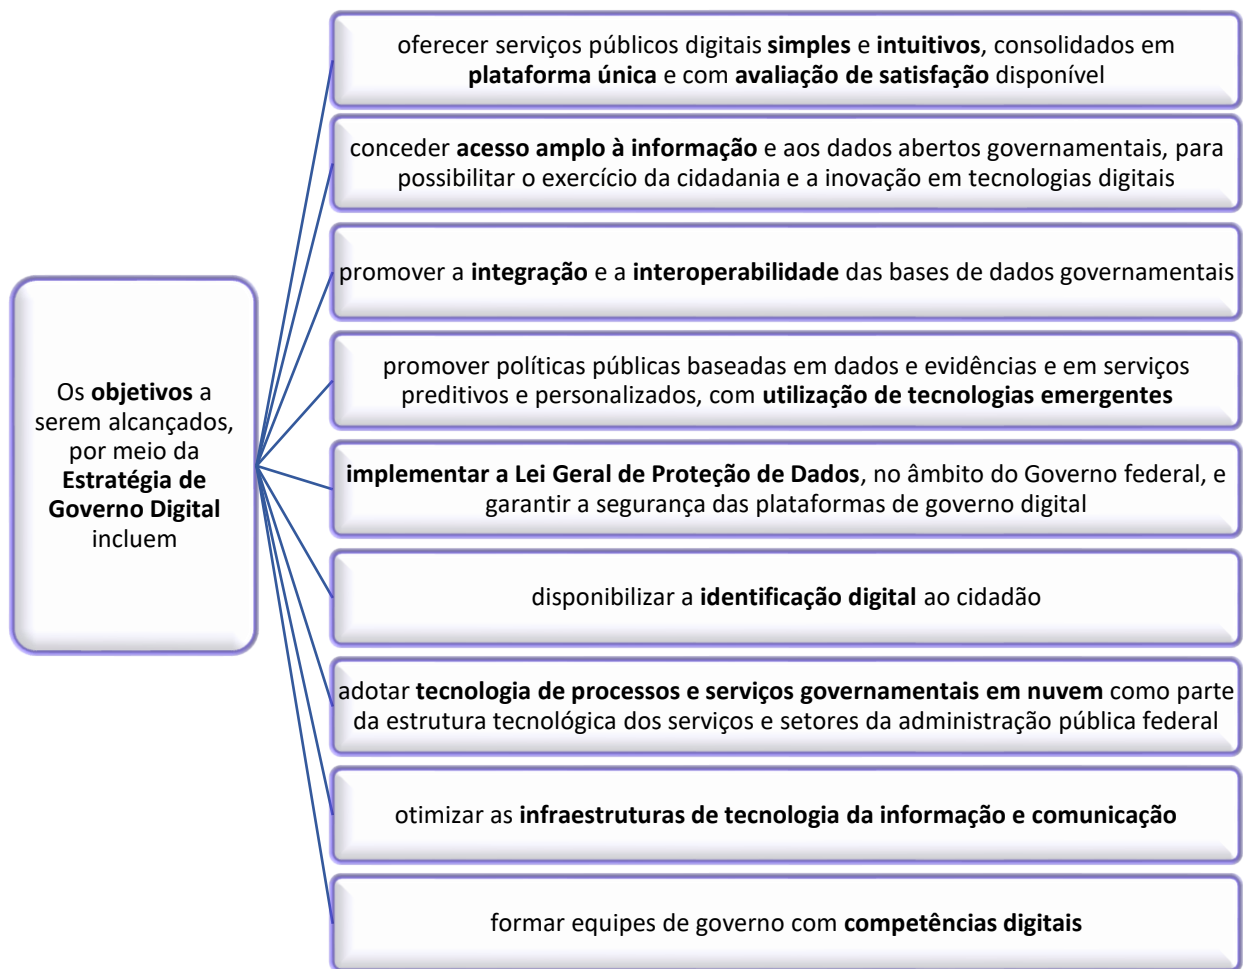 Os objetivos a
serem alcançados,
por meio da
Estratégia de
Governo Digital
incluem
oferecer serviços públicos digitais simples e intuitivos, consolidados em
plataforma única e com avaliação de satisfação disponível
conceder acesso amplo à informação e aos dados abertos governamentais, para
possibilitar o exercício da cidadania e a inovação em tecnologias digitais
promover a integração e a interoperabilidade das bases de dados governamentais
promover políticas públicas baseadas em dados e evidências e em serviços
preditivos e personalizados, com utilização de tecnologias emergentes
implementar a Lei Geral de Proteção de Dados, no âmbito do Governo federal, e
garantir a segurança das plataformas de governo digital
disponibilizar a identificação digital ao cidadão
adotar tecnologia de processos e serviços governamentais em nuvem como parte
da estrutura tecnológica dos serviços e setores da administração pública federal
otimizar as infraestruturas de tecnologia da informação e comunicação
formar equipes de governo com competências digitais